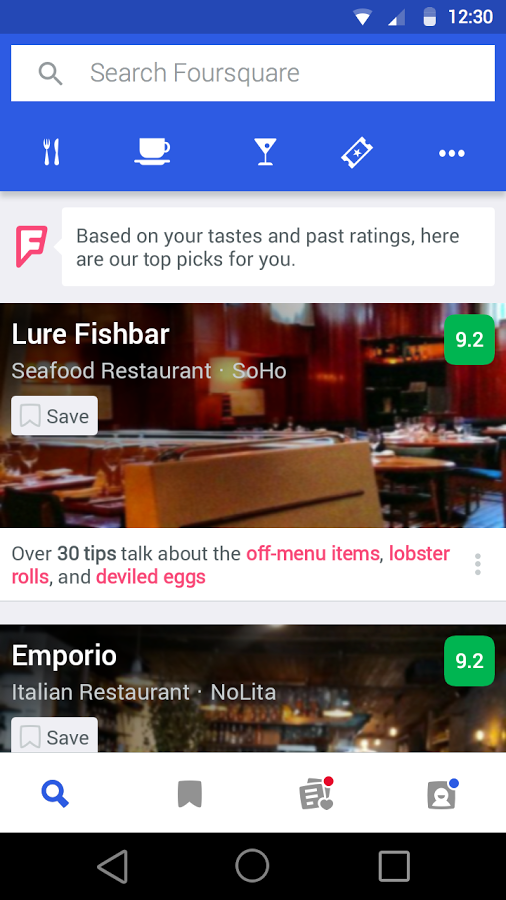 12:30
Search Foursquare
Based on your tastes and past ratings, here
are our top picks for you.
Lure Fishbar
9.2
Seafood Restaurant · SoHo
Save
Over 30 tips talk about the off-menu items, lobster
rolls, and deviled eggs
Emporio
9.2
Italian Restaurant · NoLita
Save